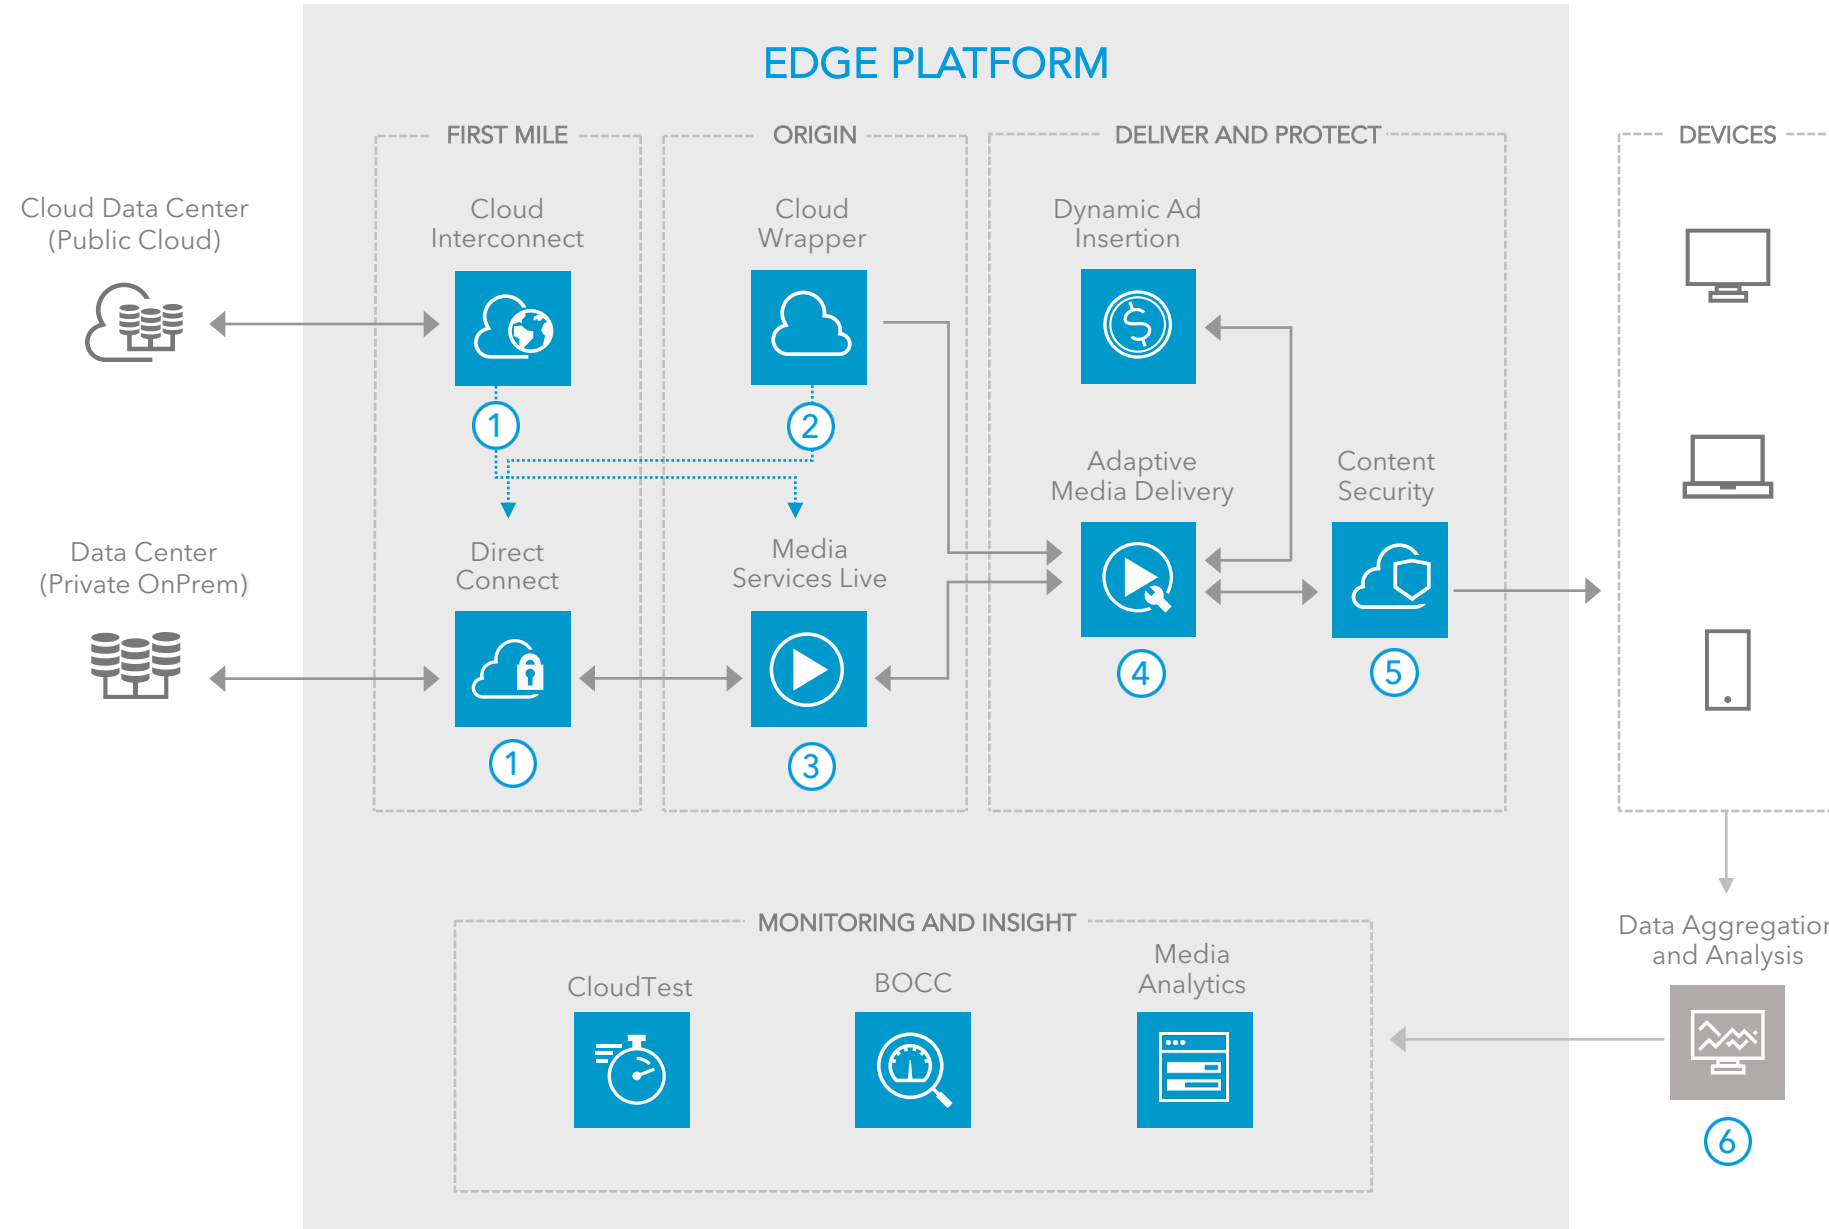 EDGE PLATFORM
FIRST MILE
ORIGIN
DELIVER AND PROTECT
DEVICES
Cloud Data Center
(Public Cloud)
Cloud
Interconnect
Cloud
Wrapper
Dynamic Ad
Insertion
1
2
Adaptive
Media Delivery
Content
Security
Data Center
(Private OnPrem)
Direct
Connect
Media
Services Live
4
5
1
3
MONITORING AND INSIGHT
CloudTest
BOCC
Media
Analytics
Data Aggregation
and Analysis
6